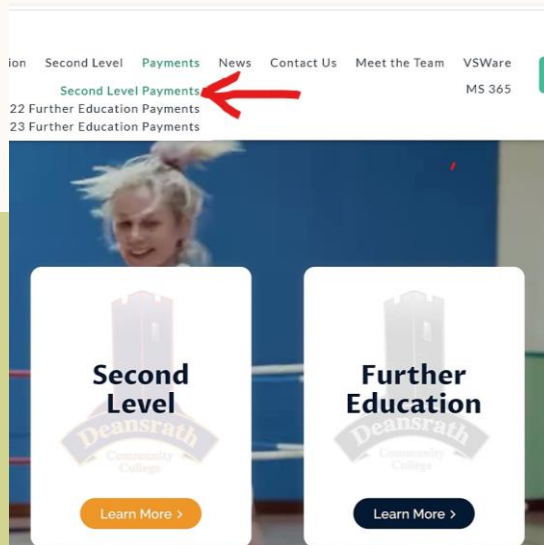 Second Level Payments News Contact Us Meet the Team VSWare
Second Level Payments MS 365
22 Further Education Payments
23 Further Education Payments
Second
Level
Deansrath
Community
College
Learn More >
Further
Education
Deansrath
Community
College
Learn More >